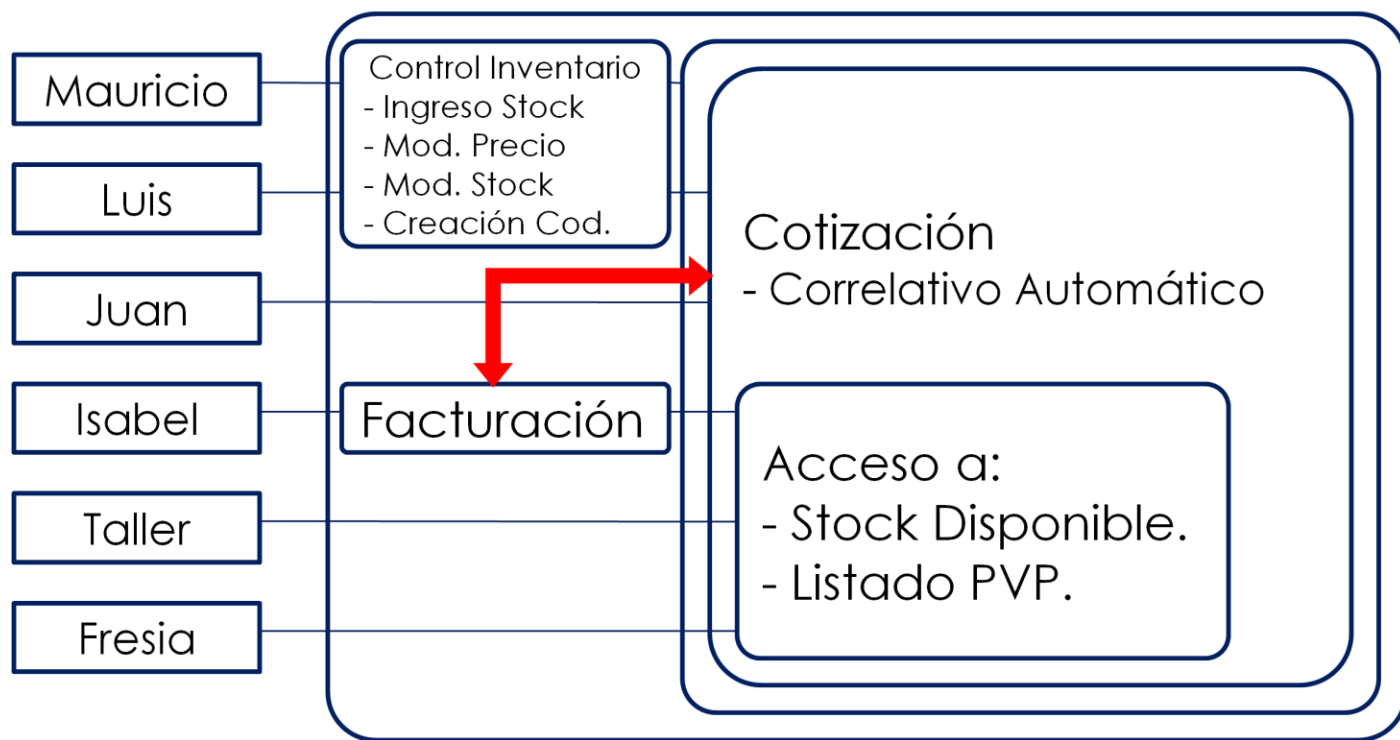 Mauricio
Luis
Juan
Isabel
Taller
Fresia
Control Inventario
- Ingreso Stock
- Mod. Precio
- Mod. Stock
- Creación Cod.
Facturación
Cotización
- Correlativo Automático
Acceso a:
- Stock Disponible.
- Listado PVP.